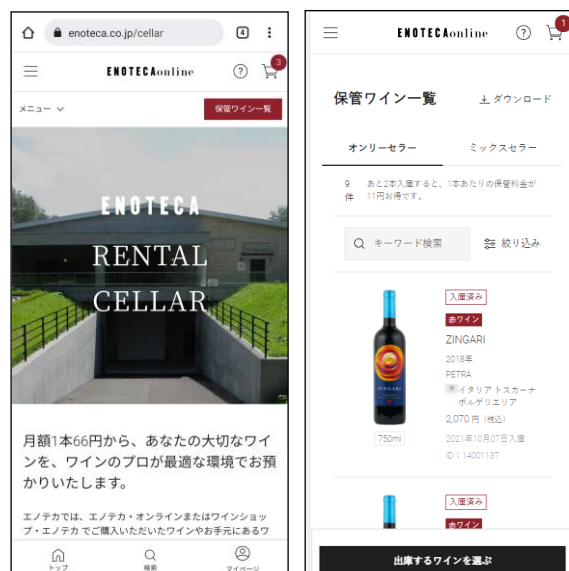 enoteca.co.jp/cellar
4
ENOTECAonline
?
3
メニュー
保管ワイン一覧
ENOTECA
RENTAL
CELLAR
月額1本66円から、あなたの大切なワイ
ンを、ワインのプロが最適な環境でお預
かりいたします。
エノテカでは、エノテカ・オンラインまたはワインショッ
プ・エノテカ でご購入いただいたワインやお手元にあるワ
トップ
検索
マイページ
ENOTECAonline
?
1
保管ワイン一覧
ダウンロード
オンリーセラー
ミックスセラー
9件
あと2本入庫すると、1本あたりの保管料金が
11円お得です。
キーワード検索
絞り込み
入庫済み
赤ワイン
ZINGARI
2018年
PETRA
イタリア トスカーナ
ボルゲリエリア
2,070 円 (税込)
750ml
2021年10月07日入庫
ID：14001137
入庫済み
赤ワイン
出庫するワインを選ぶ